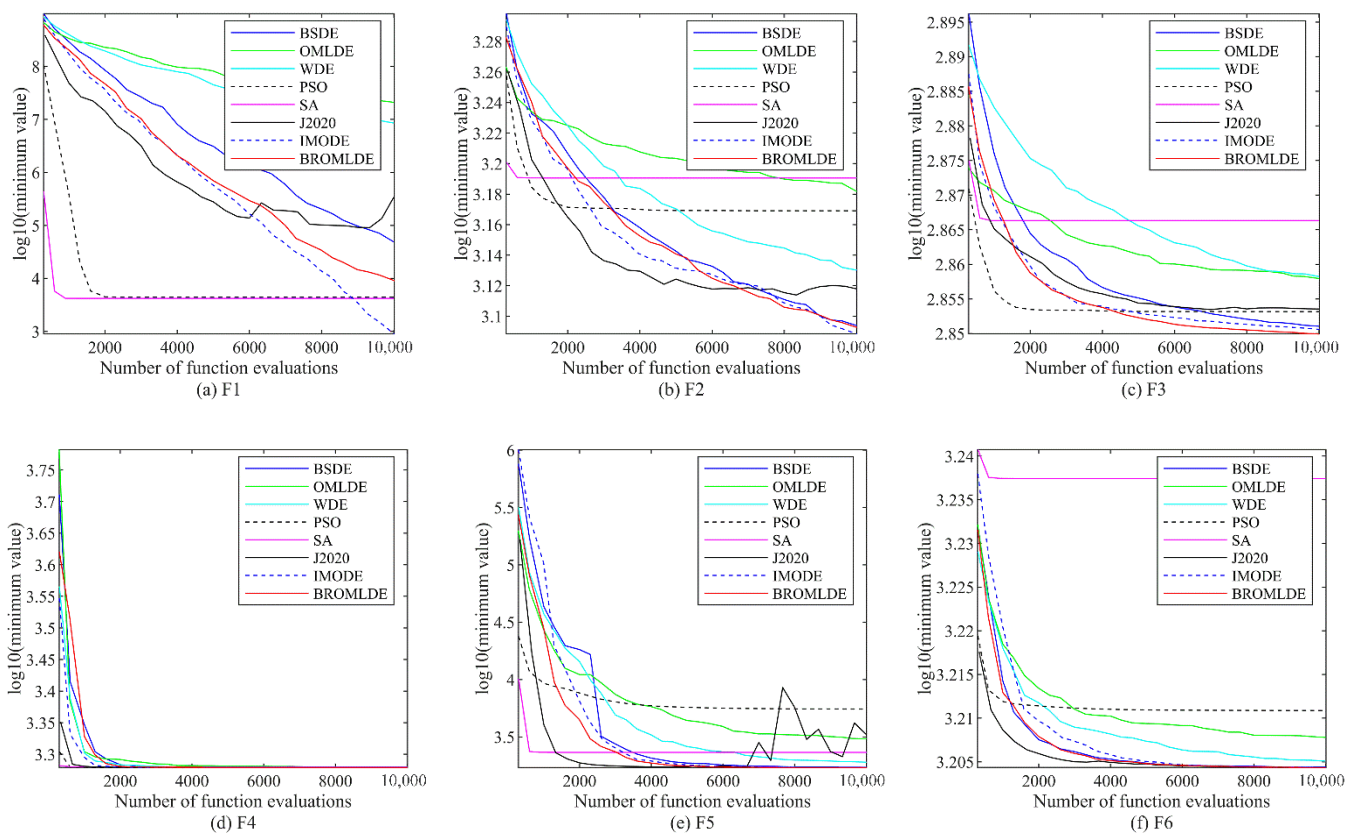 log10(minimum value)
8
7
6
5
4
3
2000
4000
6000
8000
10,000
BSDE
OMLDE
WDE
PSO
SA
J2020
IMODE
BROMLDE
Number of function evaluations
(a) F1
log10(minimum value)
3.28
3.26
3.24
3.22
3.2
3.18
3.16
3.14
3.12
3.1
2000
4000
6000
8000
10,000
BSDE
OMLDE
WDE
PSO
SA
J2020
IMODE
BROMLDE
Number of function evaluations
(b) F2
log10(minimum value)
2.895
2.885
2.88
2.875
2.87
2.865
2.86
2.855
2.85
2000
4000
6000
8000
10,000
BSDE
OMLDE
WDE
PSO
SA
J2020
IMODE
BROMLDE
Number of function evaluations
(c) F3
log10(minimum value)
3.75
3.7
3.65
3.6
3.55
3.5
3.45
3.4
3.35
3.3
2000
4000
6000
8000
10,000
BSDE
OMLDE
WDE
PSO
SA
J2020
IMODE
BROMLDE
Number of function evaluations
(d) F4
log10(minimum value)
6
5.5
5
4.5
4
3.5
2000
4000
6000
8000
10,000
BSDE
OMLDE
WDE
PSO
SA
J2020
IMODE
BROMLDE
Number of function evaluations
(e) F5
log10(minimum value)
3.24
3.235
3.23
3.225
3.22
3.215
3.21
3.205
2000
4000
6000
8000
10,000
BSDE
OMLDE
WDE
PSO
SA
J2020
IMODE
BROMLDE
Number of function evaluations
(f) F6